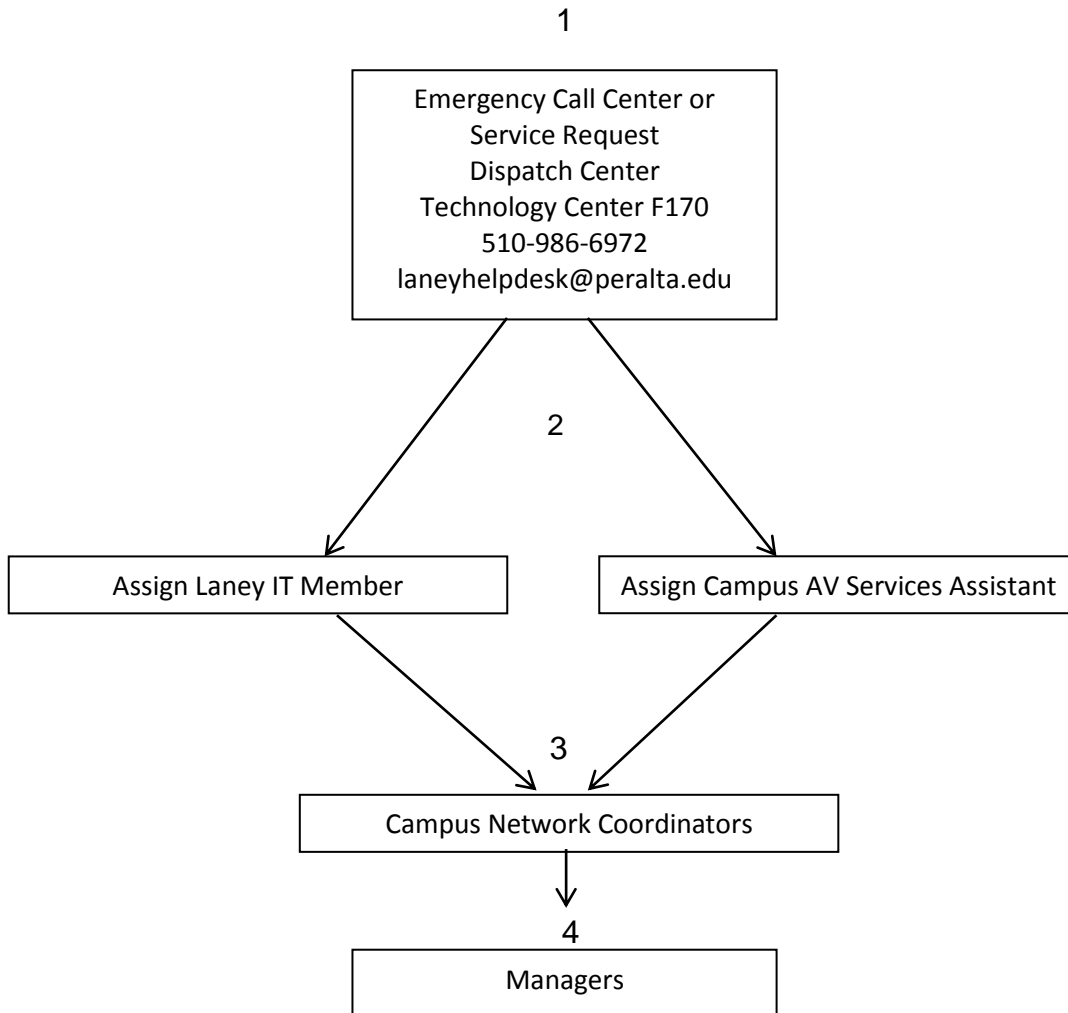 1
Emergency Call Center or
Service Request
Dispatch Center
Technology Center F170
510-986-6972
laneyhelpdesk@peralta.edu
2
Assign Laney IT Member
Assign Campus AV Services Assistant
3
Campus Network Coordinators
4
Managers